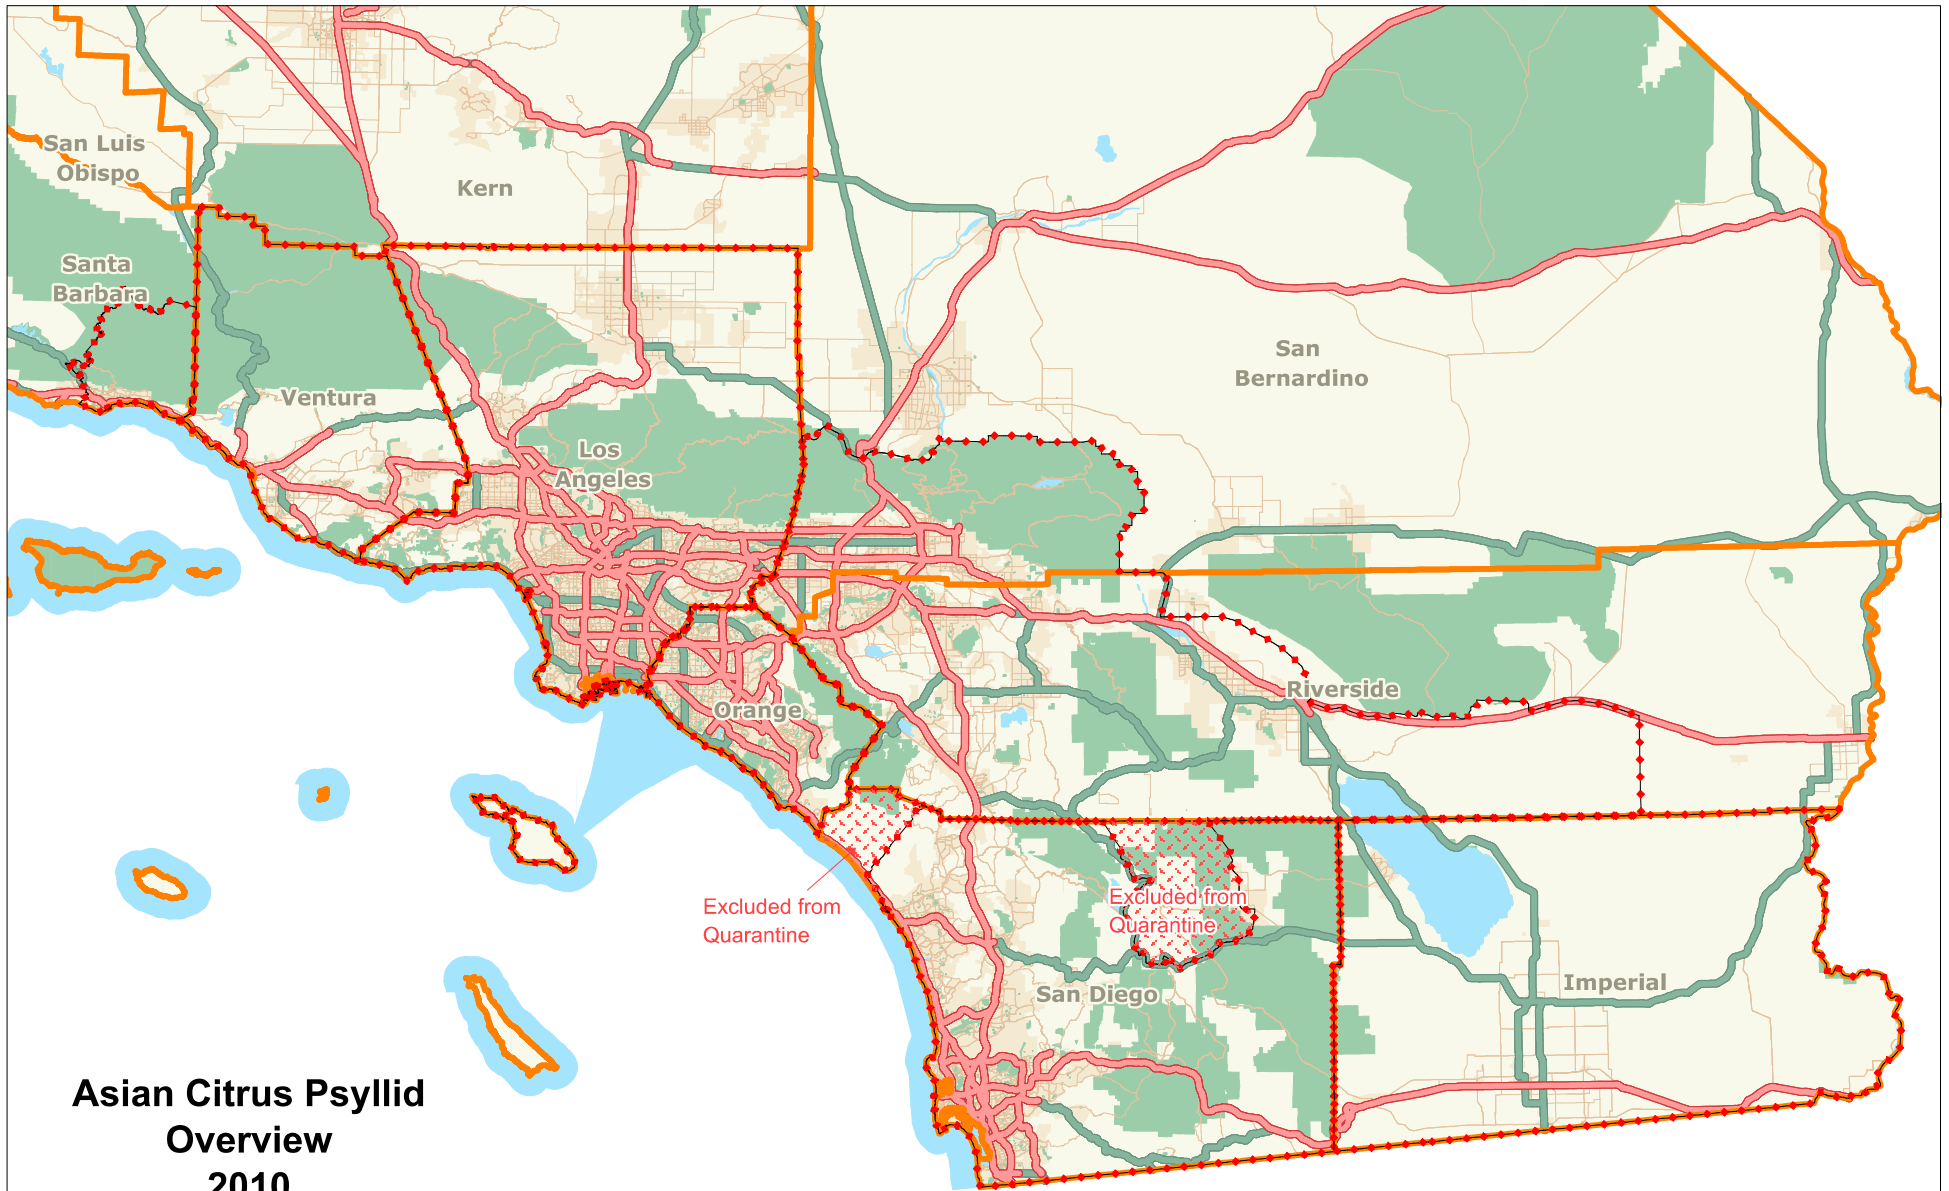 San Luis
Obispo
Kern
Santa
Barbara
San
Bernardino
Ventura
Los
Angeles
Riverside
Orange
Excluded from
Quarantine
Excluded from
Quarantine
Imperial
San Diego
Asian Citrus Psyllid
Overview
2010